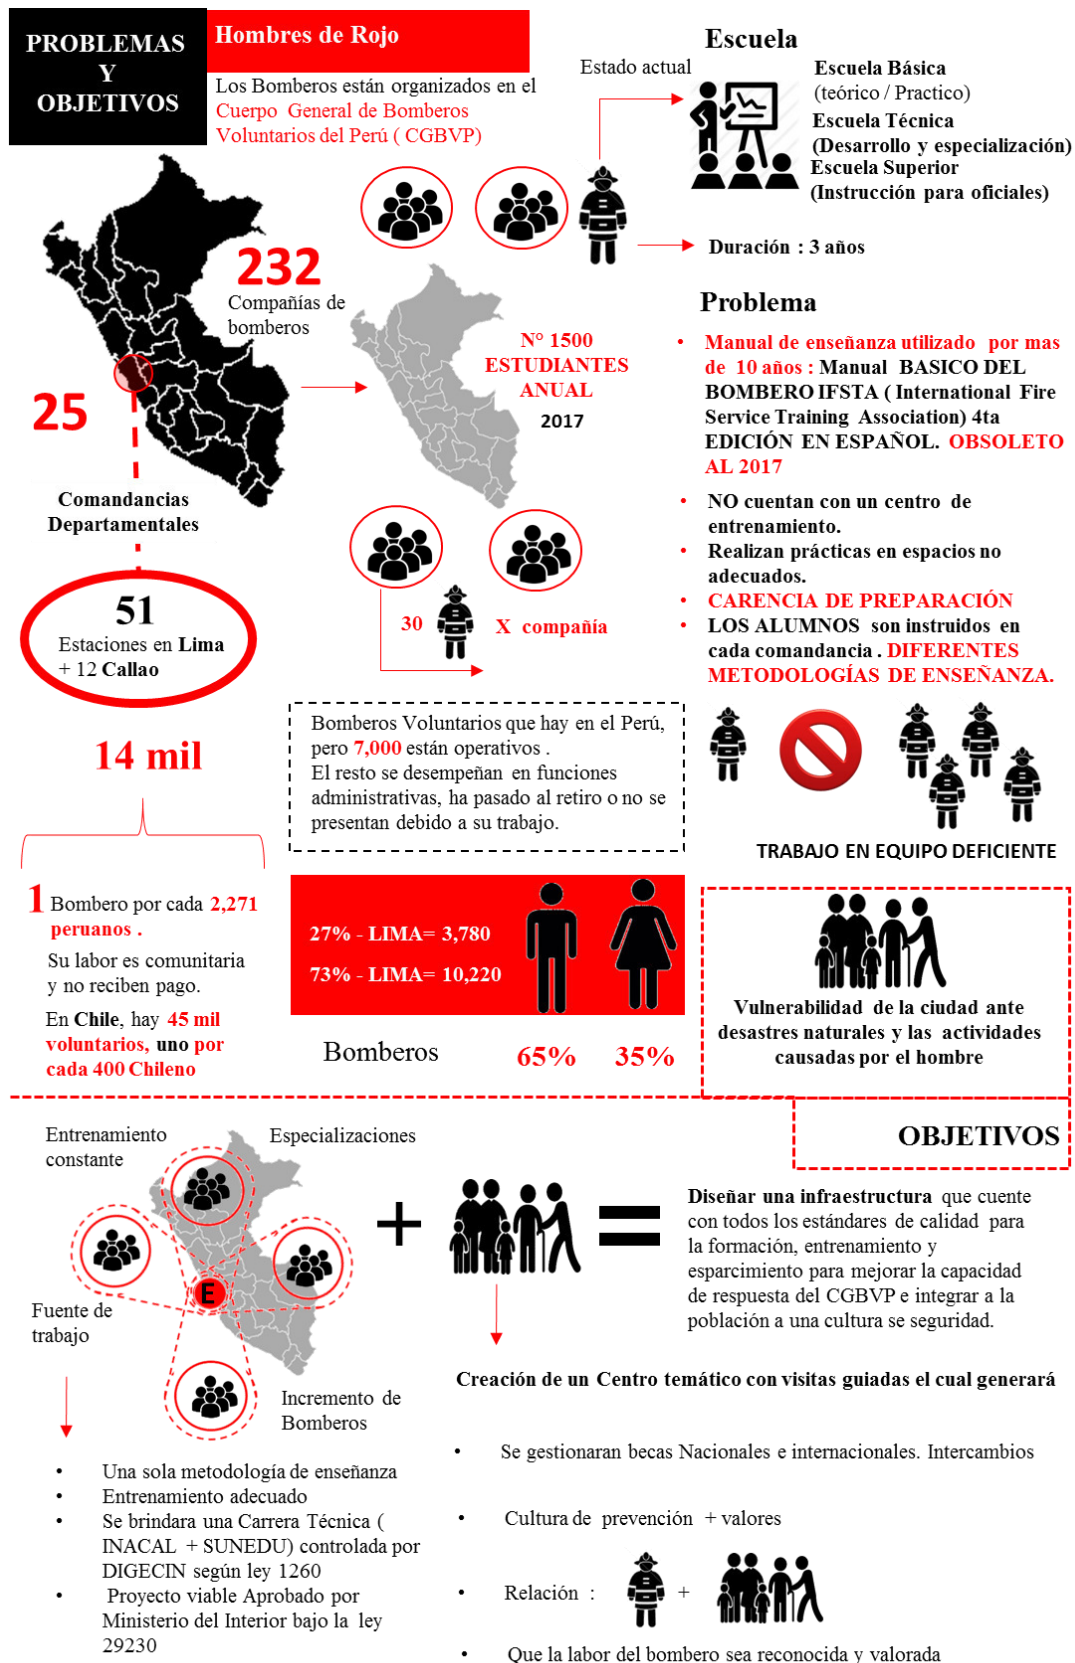 PROBLEMAS
Y
OBJETIVOS
Hombres de Rojo
Los Bomberos están organizados en el
Cuerpo General de Bomberos
Voluntarios del Perú ( CGBVP)
Estado actual
Escuela
Escuela Básica
(teórico / Practico)
Escuela Técnica
(Desarrollo y especialización)
Escuela Superior
(Instrucción para oficiales)
Duración : 3 años
232
Compañías de
bomberos
25
Comandancias
Departamentales
N° 1500
ESTUDIANTES
ANUAL
2017
Problema
• Manual de enseñanza utilizado por mas
de 10 años : Manual BASICO DEL
BOMBERO IFSTA ( International Fire
Service Training Association) 4ta
EDICIÓN EN ESPAÑOL. OBSOLETO
AL 2017
• NO cuentan con un centro de
entrenamiento.
• Realizan prácticas en espacios no
adecuados.
• CARENCIA DE PREPARACIÓN
• LOS ALUMNOS son instruidos en
cada comandancia . DIFERENTES
METODOLOGÍAS DE ENSEÑANZA.
51
Estaciones en Lima
+ 12 Callao
30
X compañía
14 mil
Bomberos Voluntarios que hay en el Perú,
pero 7,000 están operativos .
El resto se desempeñan en funciones
administrativas, ha pasado al retiro o no se
presentan debido a su trabajo.
TRABAJO EN EQUIPO DEFICIENTE
1 Bombero por cada 2,271
peruanos .
Su labor es comunitaria
y no reciben pago.
En Chile, hay 45 mil
voluntarios, uno por
cada 400 Chileno
27% - LIMA= 3,780
73% - LIMA= 10,220
Bomberos
65%
35%
Vulnerabilidad de la ciudad ante
desastres naturales y las actividades
causadas por el hombre
OBJETIVOS
Entrenamiento
constante
Especializaciones
E
Fuente de
trabajo
Incremento de
Bomberos
+
=
Diseñar una infraestructura que cuente
con todos los estándares de calidad para
la formación, entrenamiento y
esparcimiento para mejorar la capacidad
de respuesta del CGBVP e integrar a la
población a una cultura se seguridad.
• Una sola metodología de enseñanza
• Entrenamiento adecuado
• Se brindara una Carrera Técnica (
INACAL + SUNEDU) controlada por
DIGECIN según ley 1260
• Proyecto viable Aprobado por
Ministerio del Interior bajo la ley
29230
Creación de un Centro temático con visitas guiadas el cual generará
• Se gestionaran becas Nacionales e internacionales. Intercambios
• Cultura de prevención + valores
• Relación : +
• Que la labor del bombero sea reconocida y valorada